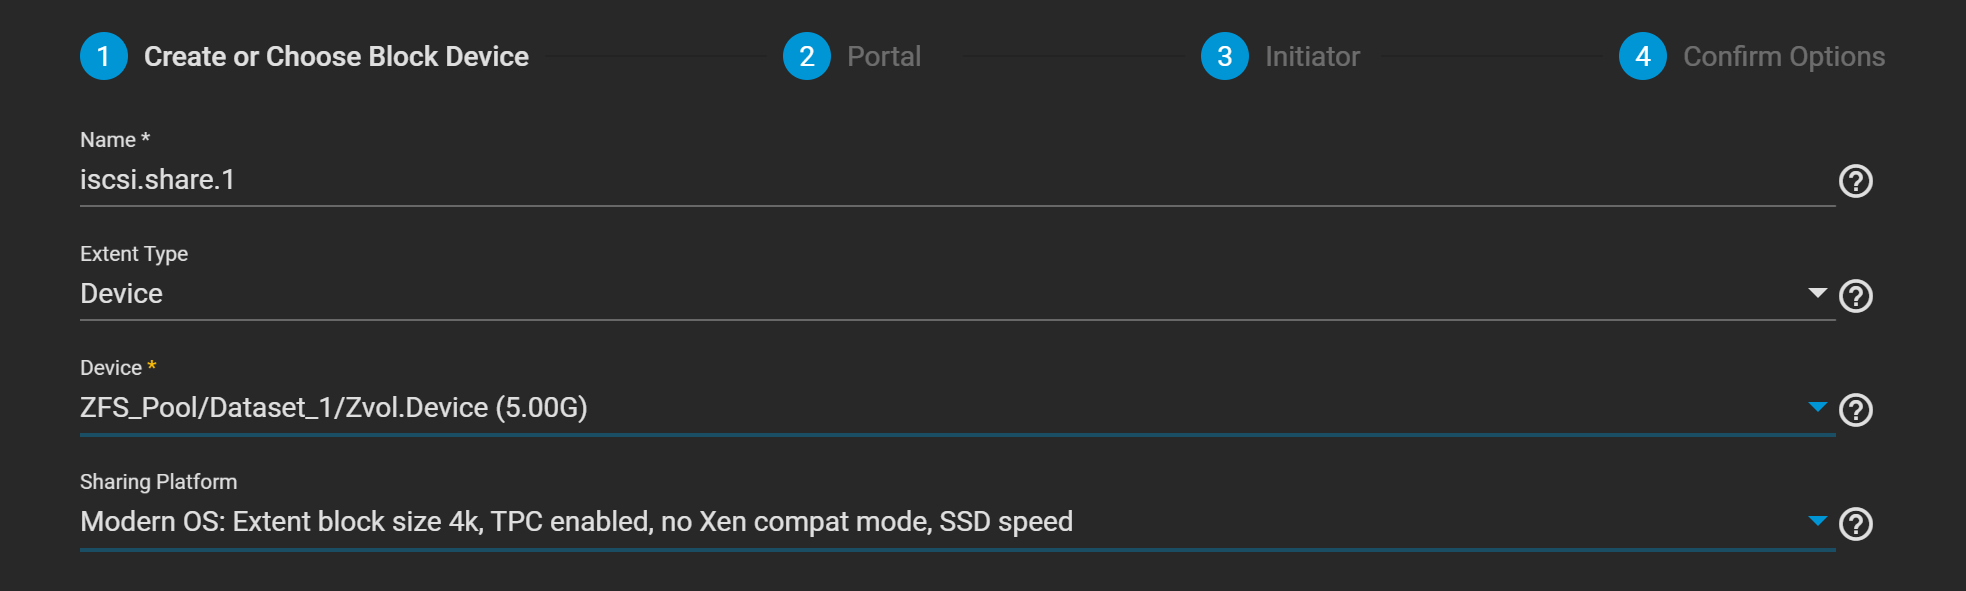 1 Create or Choose Block Device 2 Portal 3 Initiator 4 Confirm Options
Name *
iscsi.share.1
Extent Type
Device
Device *
ZFS_Pool/Dataset_1/Zvol.Device (5.00G)
Sharing Platform
Modern OS: Extent block size 4k, TPC enabled, no Xen compat mode, SSD speed